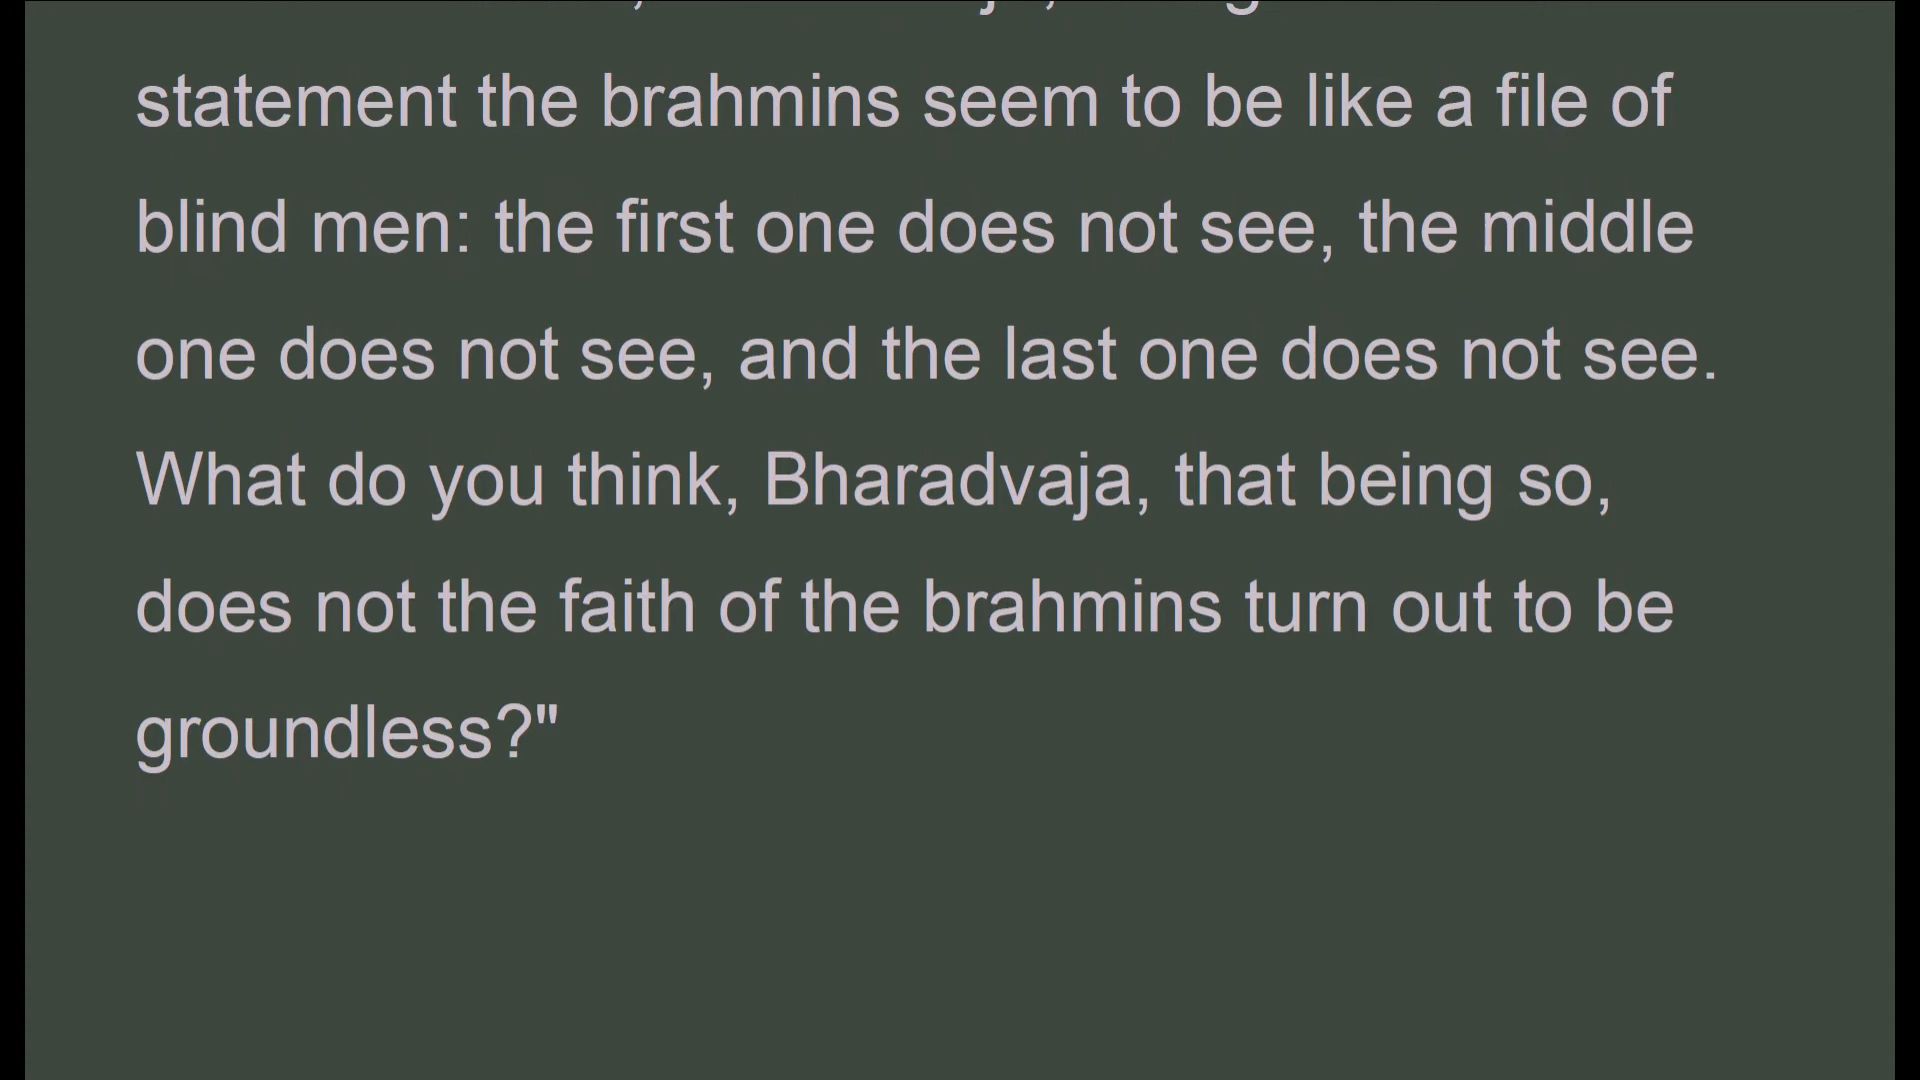 statement the brahmins seem to be like a file of
blind men: the first one does not see, the middle
one does not see, and the last one does not see.
What do you think, Bharadvaja, that being so,
does not the faith of the brahmins turn out to be
groundless?"